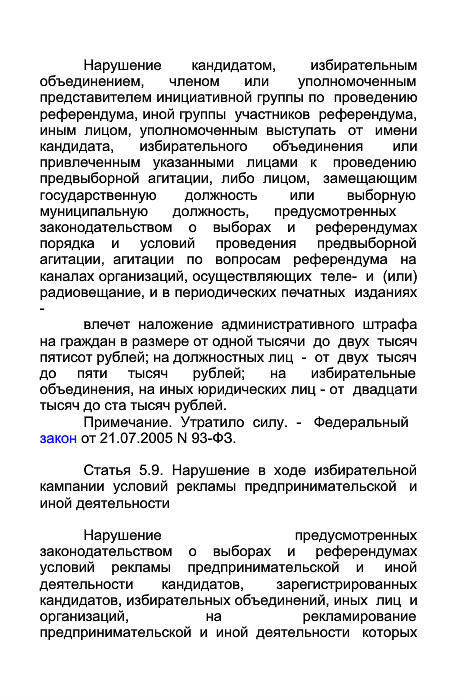 Нарушение кандидатом, избирательным
объединением, членом или уполномоченным
представителем инициативной группы по проведению
референдума, иной группы участников референдума,
иным лицом, уполномоченным выступать от имени
кандидата, избирательного объединения или
привлеченным указанными лицами к проведению
предвыборной агитации, либо лицом, замещающим
государственную должность или выборную
муниципальную должность, предусмотренных
законодательством о выборах и референдумах
порядка и условий проведения предвыборной
агитации, агитации по вопросам референдума на
каналах организаций, осуществляющих теле- и (или)
радиовещание, и в периодических печатных изданиях
-
влечет наложение административного штрафа
на граждан в размере от одной тысячи до двух тысяч
пятисот рублей; на должностных лиц - от двух тысяч
до пяти тысяч рублей; на избирательные
объединения, на иных юридических лиц - от двадцати
тысяч до ста тысяч рублей.
Примечание. Утратило силу. - Федеральный
закон от 21.07.2005 N 93-ФЗ.
Статья 5.9. Нарушение в ходе избирательной
кампании условий рекламы предпринимательской и
иной деятельности
Нарушение предусмотренных
законодательством о выборах и референдумах
условий рекламы предпринимательской и иной
деятельности кандидатов, зарегистрированных
кандидатов, избирательных объединений, иных лиц и
организаций, на рекламирование
предпринимательской и иной деятельности которых